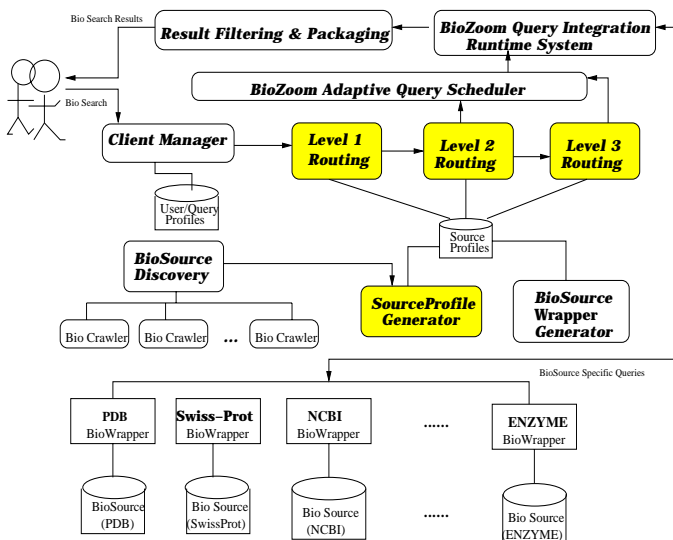 Bio Search Results
Result Filtering & Packaging
BioZoom Query Integration
Runtime System
BioZoom Adaptive Query Scheduler
Bio Search
Client Manager
Level 1
Routing
Level 2
Routing
Level 3
Routing
User/Query
Profiles
Source
Profiles
BioSource
Discovery
SourceProfile
Generator
BioSource
Wrapper
Generator
Bio Crawler
Bio Crawler
...
Bio Crawler
BioSource Specific Queries
PDB
BioWrapper
Swiss-Prot
BioWrapper
NCBI
BioWrapper
......
ENZYME
BioWrapper
BioSource
(PDB)
Bio Source
(SwissProt)
Bio Source
(NCBI)
......
Bio Source
(ENZYME)